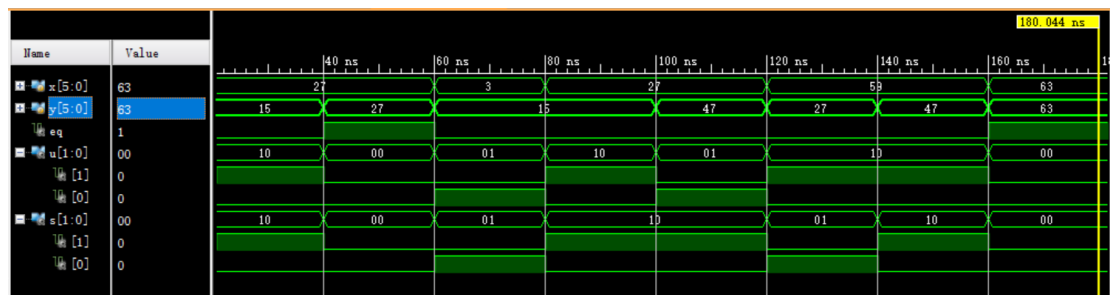 180.044 ns
Name Value
40 ns 60 ns 80 ns 100 ns 120 ns 140 ns 160 ns
x[5:0] 63 27 3 27 59 63
y[5:0] 63 15 27 15 47 27 47 63
eq 1
u[1:0] 00 10 00 01 10 01 10 00
[1] 0
[0] 0
s[1:0] 00 10 00 01 10 01 10 00
[1] 0
[0] 0